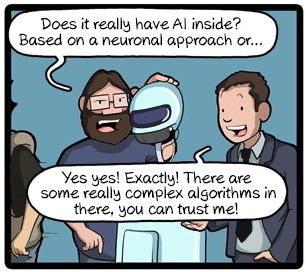 Does it really have AI inside?
Based on a neuronal approach or...
Yes yes! Exactly! There are
some really complex algorithms in
there, you can trust me!